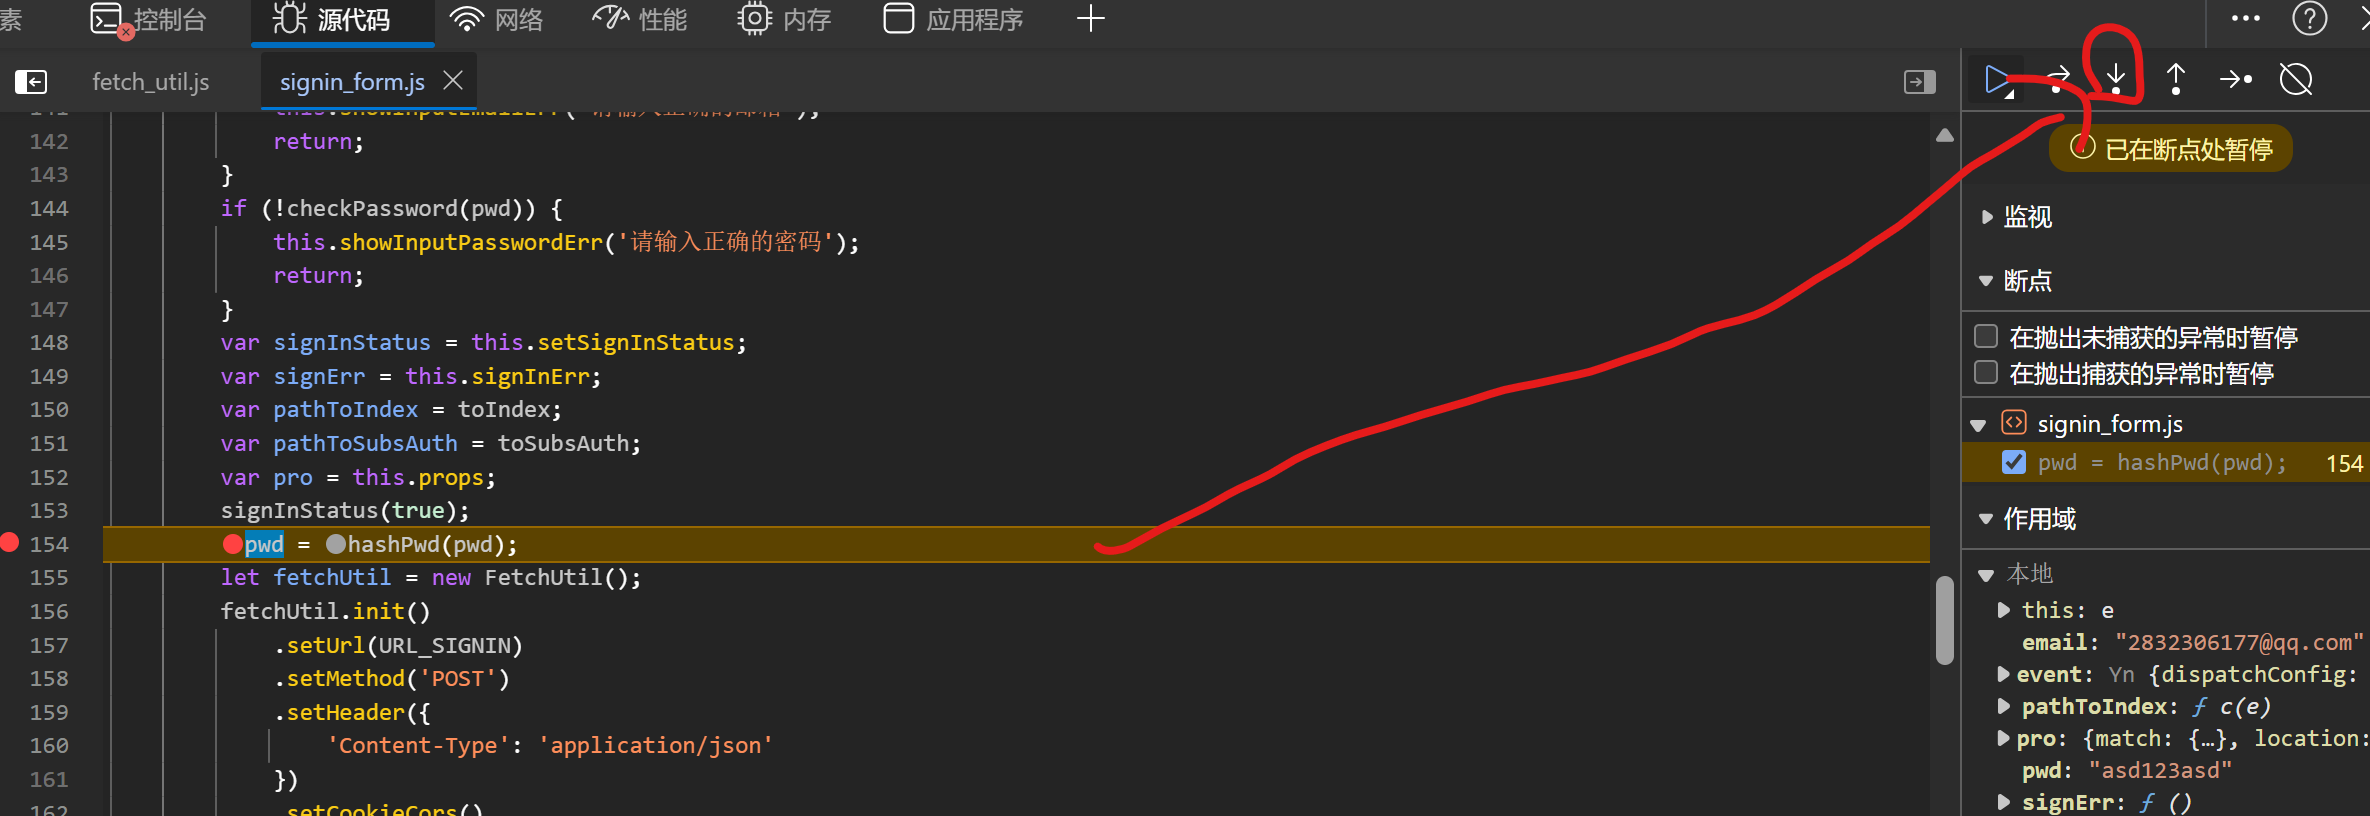 素 控制台 源代码 网络 性能 内存 应用程序
fetch_util.js signin_form.js
142 return;
143 }
144 if (!checkPassword(pwd)) {
145 this.showInputPasswordErr('请输入正确的密码');
146 return;
147 }
148 var signInStatus = this.setSignInStatus;
149 var signErr = this.signInErr;
150 var pathToIndex = toIndex;
151 var pathToSubsAuth = toSubsAuth;
152 var pro = this.props;
153 signInStatus(true);
154 pwd = hashPwd(pwd);
155 let fetchUtil = new FetchUtil();
156 fetchUtil.init()
157 .setUrl(URL_SIGNIN)
158 .setMethod('POST')
159 .setHeader({
160 'Content-Type': 'application/json'
161 })
162 .setCookieCors()
已在断点处暂停
监视
断点
在抛出未捕获的异常时暂停
在抛出捕获的异常时暂停
signin_form.js
pwd = hashPwd(pwd); 154
作用域
本地
this: e
email: "2832306177@qq.com"
event: Yn {dispatchConfig:
pathToIndex: ƒ c(e)
pro: {match: {…}, location:
pwd: "asd123asd"
signErr: ƒ ()